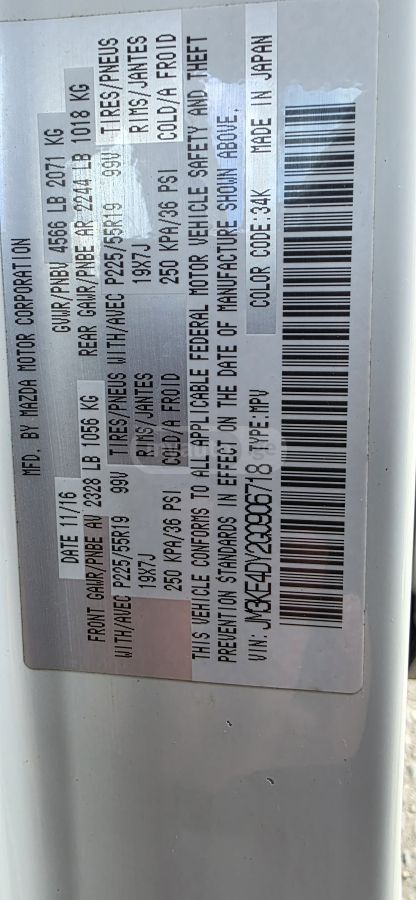 MFD. BY MAZDA MOTOR CORPORATION
DATE 11/16 GVWR/PNBV 4566 LB 2071 KG
FRONT GAWR/PNBE AV 2328 LB 1056 KG REAR GAWR/PNBE AR 2244 LB 1018 KG
WITH/AVEC P225/55R19 99V TIRES/PNEUS WITH/AVEC P225/55R19 99V TIRES/PNEUS
19X7J RIMS/JANTES 19X7J RIMS/JANTES
250 KPA/36 PSI COLD/A FROID 250 KPA/36 PSI COLD/A FROID
THIS VEHICLE CONFORMS TO ALL APPLICABLE FEDERAL MOTOR VEHICLE SAFETY AND THEFT
PREVENTION STANDARDS IN EFFECT ON THE DATE OF MANUFACTURE SHOWN ABOVE.
VIN: JM3KE4DY2G0906718 TYPE:MPV COLOR CODE:34K MADE IN JAPAN